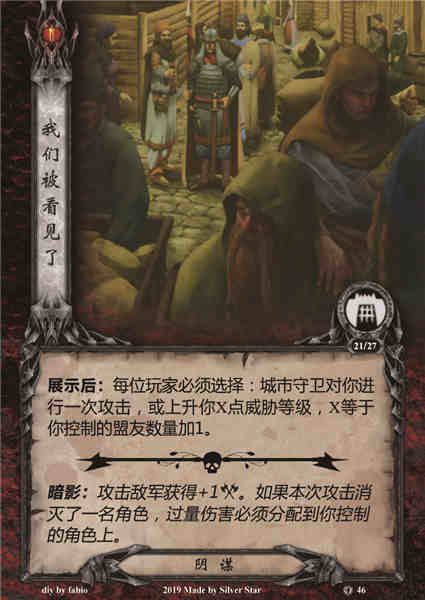 我们被看见了
21/27
展示后：每位玩家必须选择：城市守卫对你进
行一次攻击，或上升你X点威胁等级，X等于
你控制的盟友数量加1。
暗影：攻击敌军获得+1。如果本次攻击消
灭了一名角色，过量伤害必须分配到你控制
的角色上。
阴谋
diy by fabio
2019 Made by Silver Star
46